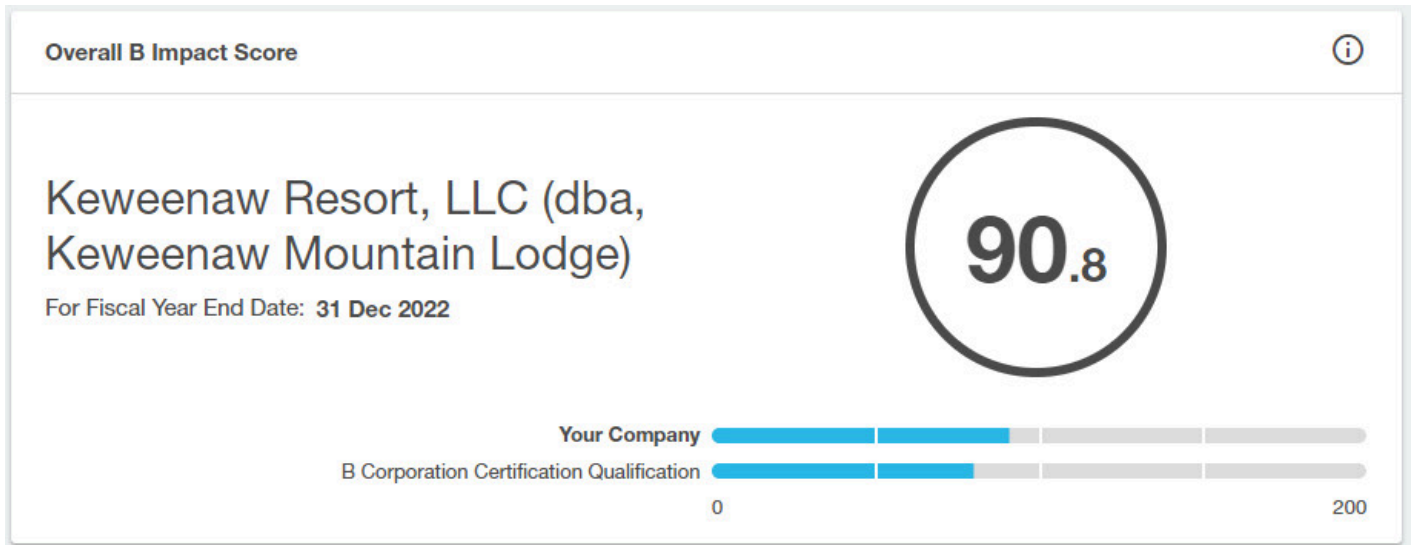 Overall B Impact Score
Keweenaw Resort, LLC (dba,
Keweenaw Mountain Lodge)
For Fiscal Year End Date: 31 Dec 2022
90.8
Your Company
B Corporation Certification Qualification
0 200